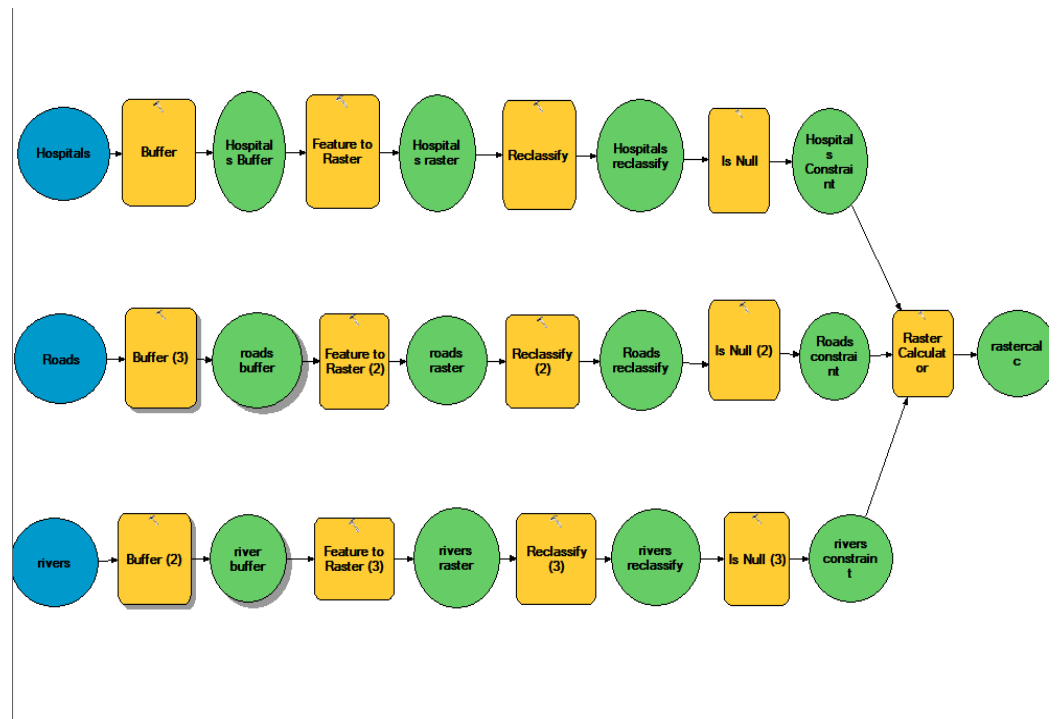 Hospitals
Buffer
Hospital
s Buffer
Feature to
Raster
Hospital
s raster
Reclassify
Hospitals
reclassify
Is Null
Hospital
s
Constrai
nt
Roads
Buffer (3)
roads
buffer
Feature to
Raster (2)
roads
raster
Reclassify
(2)
Roads
reclassify
Is Null (2)
Roads
constrai
nt
Raster
Calculat
or
rastercal
c
rivers
Buffer (2)
river
buffer
Feature to
Raster (3)
rivers
raster
Reclassify
(3)
rivers
reclassify
Is Null (3)
rivers
constrain
t